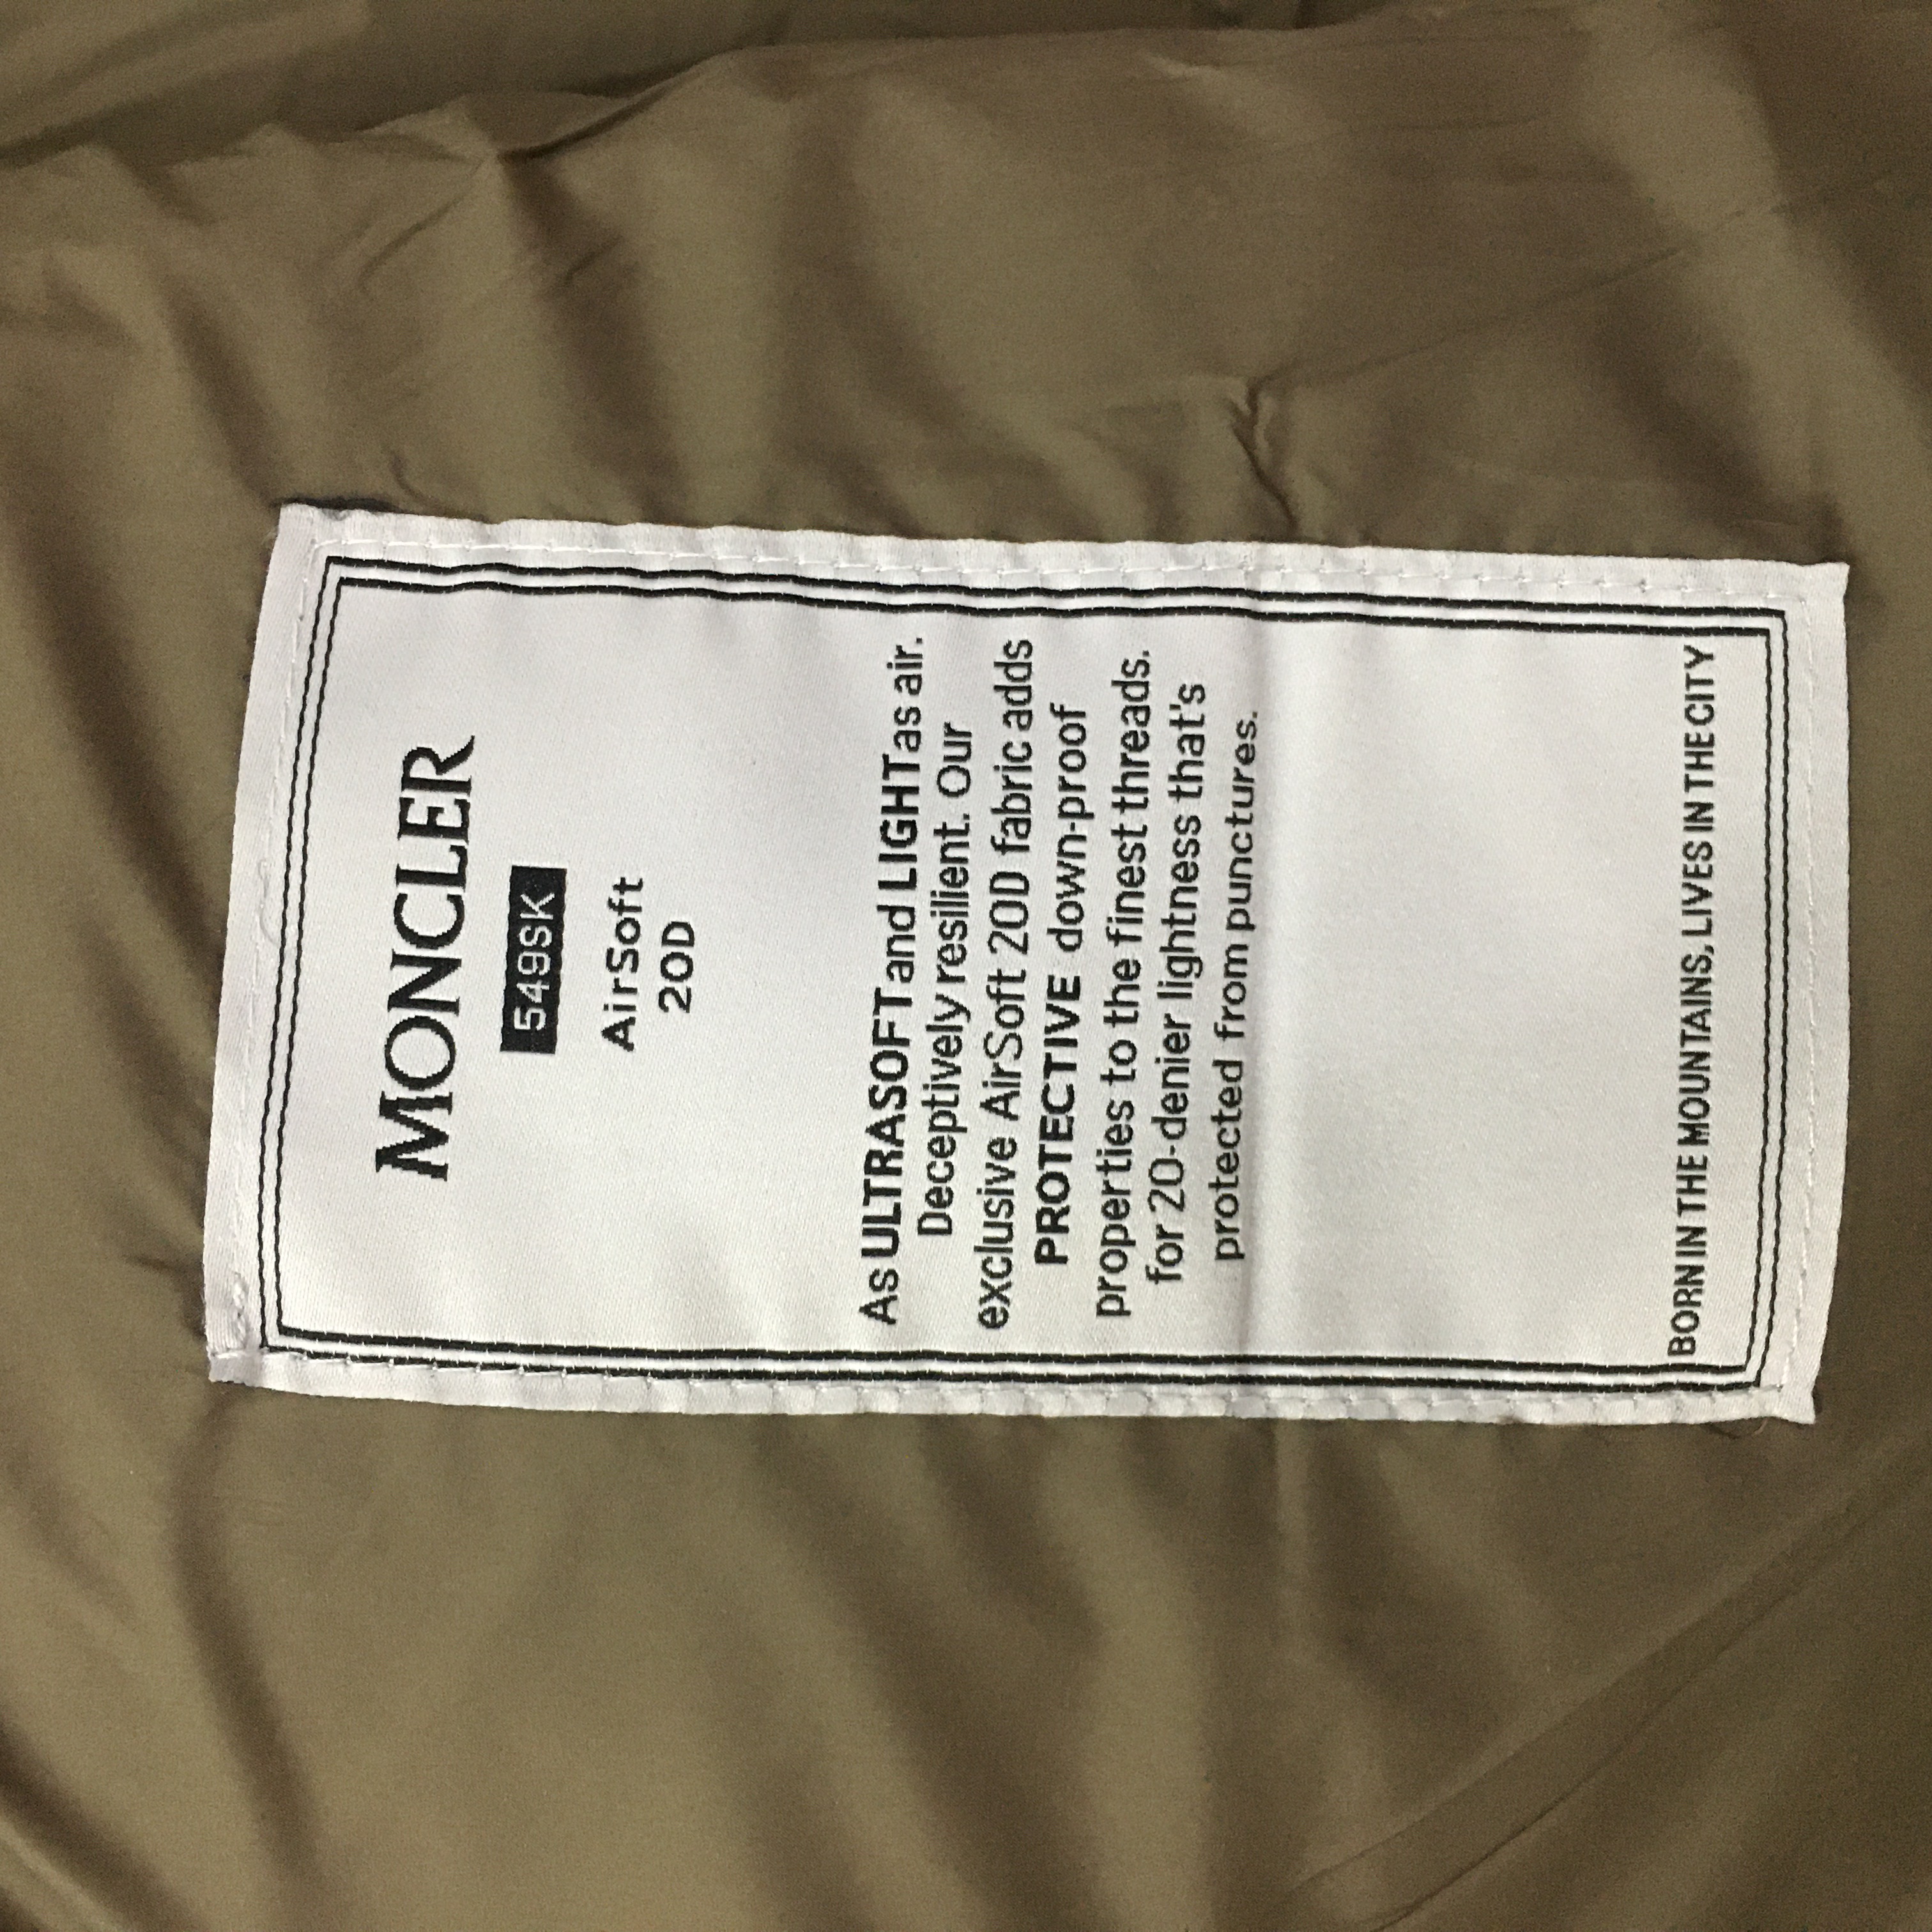 MONCLER
549SK
AirSoft
20D
As ULTRASOFT and LIGHT as air.
Deceptively resilient. Our
exclusive AirSoft 20D fabric adds
PROTECTIVE down-proof
properties to the finest threads.
for 20-denier lightness that's
protected from punctures.
BORN IN THE MOUNTAINS, LIVES IN THE CITY